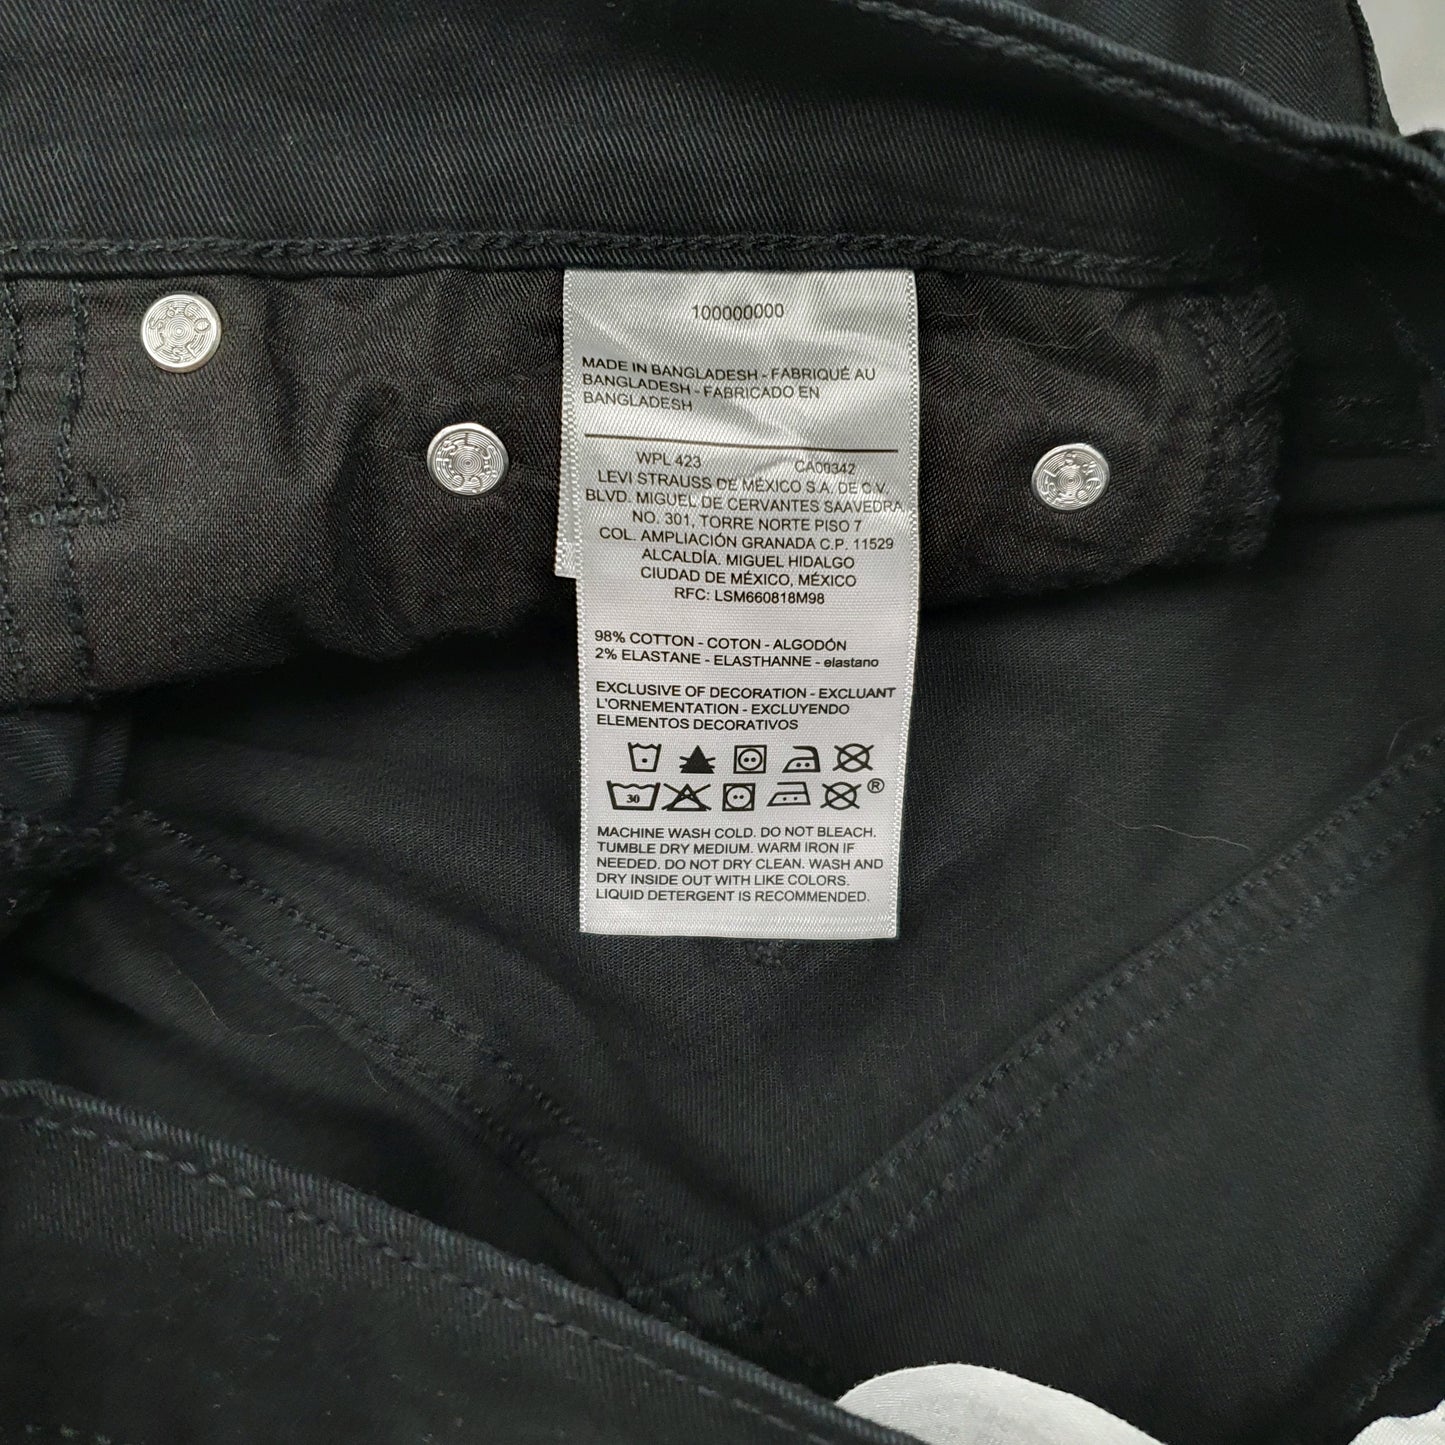 100000000
MADE IN BANGLADESH - FABRIQUÉ AU
BANGLADESH - FABRICADO EN
BANGLADESH
WPL 423 CA00342
LEVI STRAUSS DE MÉXICO S.A. DE C.V.
BLVD. MIGUEL DE CERVANTES SAAVEDRA
NO. 301, TORRE NORTE PISO 7
COL. AMPLIACIÓN GRANADA C.P. 11529
ALCALDÍA. MIGUEL HIDALGO
CIUDAD DE MÉXICO, MÉXICO
RFC: LSM660818M98
98% COTTON - COTON - ALGODÓN
2% ELASTANE - ELASTHANNE - elastano
EXCLUSIVE OF DECORATION - EXCLUANT
L'ORNEMENTATION - EXCLUYENDO
ELEMENTOS DECORATIVOS
30 ®
MACHINE WASH COLD. DO NOT BLEACH.
TUMBLE DRY MEDIUM. WARM IRON IF
NEEDED. DO NOT DRY CLEAN. WASH AND
DRY INSIDE OUT WITH LIKE COLORS.
LIQUID DETERGENT IS RECOMMENDED.